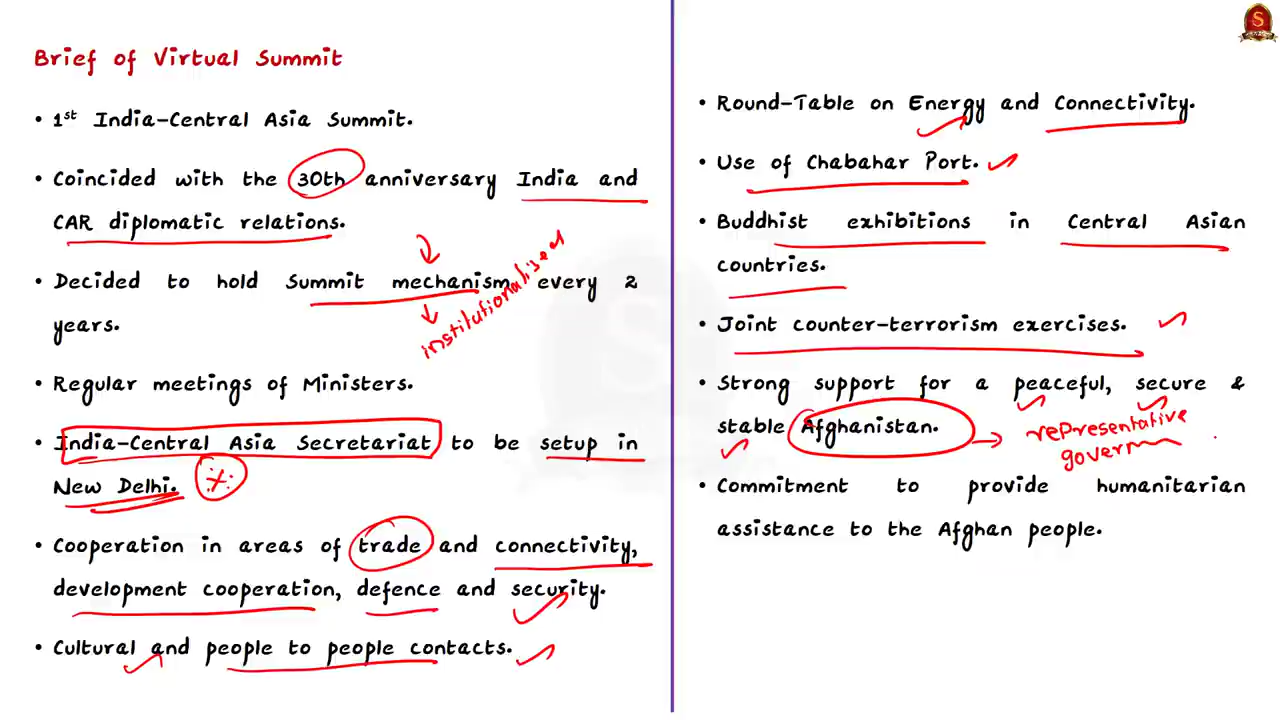 Brief of Virtual Summit
• 1st India-Central Asia Summit.
• Coincided with the 30th anniversary India and
CAR diplomatic relations.
• Decided to hold Summit mechanism every 2
years.
institutionalised
• Regular meetings of Ministers.
• India-Central Asia Secretariat to be setup in
New Delhi.
• Cooperation in areas of trade and connectivity,
development cooperation, defence and security.
• Cultural and people to people contacts.
• Round-Table on Energy and Connectivity.
• Use of Chabahar Port.
• Buddhist exhibitions in Central Asian
countries.
• Joint counter-terrorism exercises.
• Strong support for a peaceful, secure &
stable Afghanistan.
representative
• Commitment to provide humanitarian
assistance to the Afghan people.
S